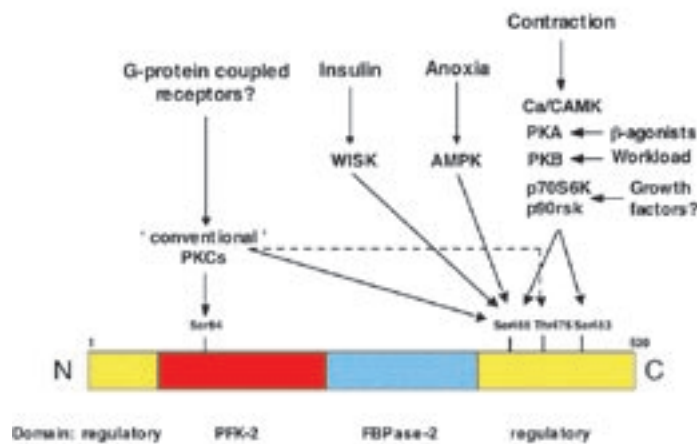 Contraction
G-protein coupled
receptors?
Insulin
Anoxia
Ca/CAMK
PKA
β-agonists
PKB
Workload
WISK
AMPK
p70S6K
p90rsk
Growth
factors?
'conventional'
PKCs
Ser84
Ser466 Thr475 Ser483
1
N
C
Domain: regulatory
PFK-2
FBPase-2
regulatory